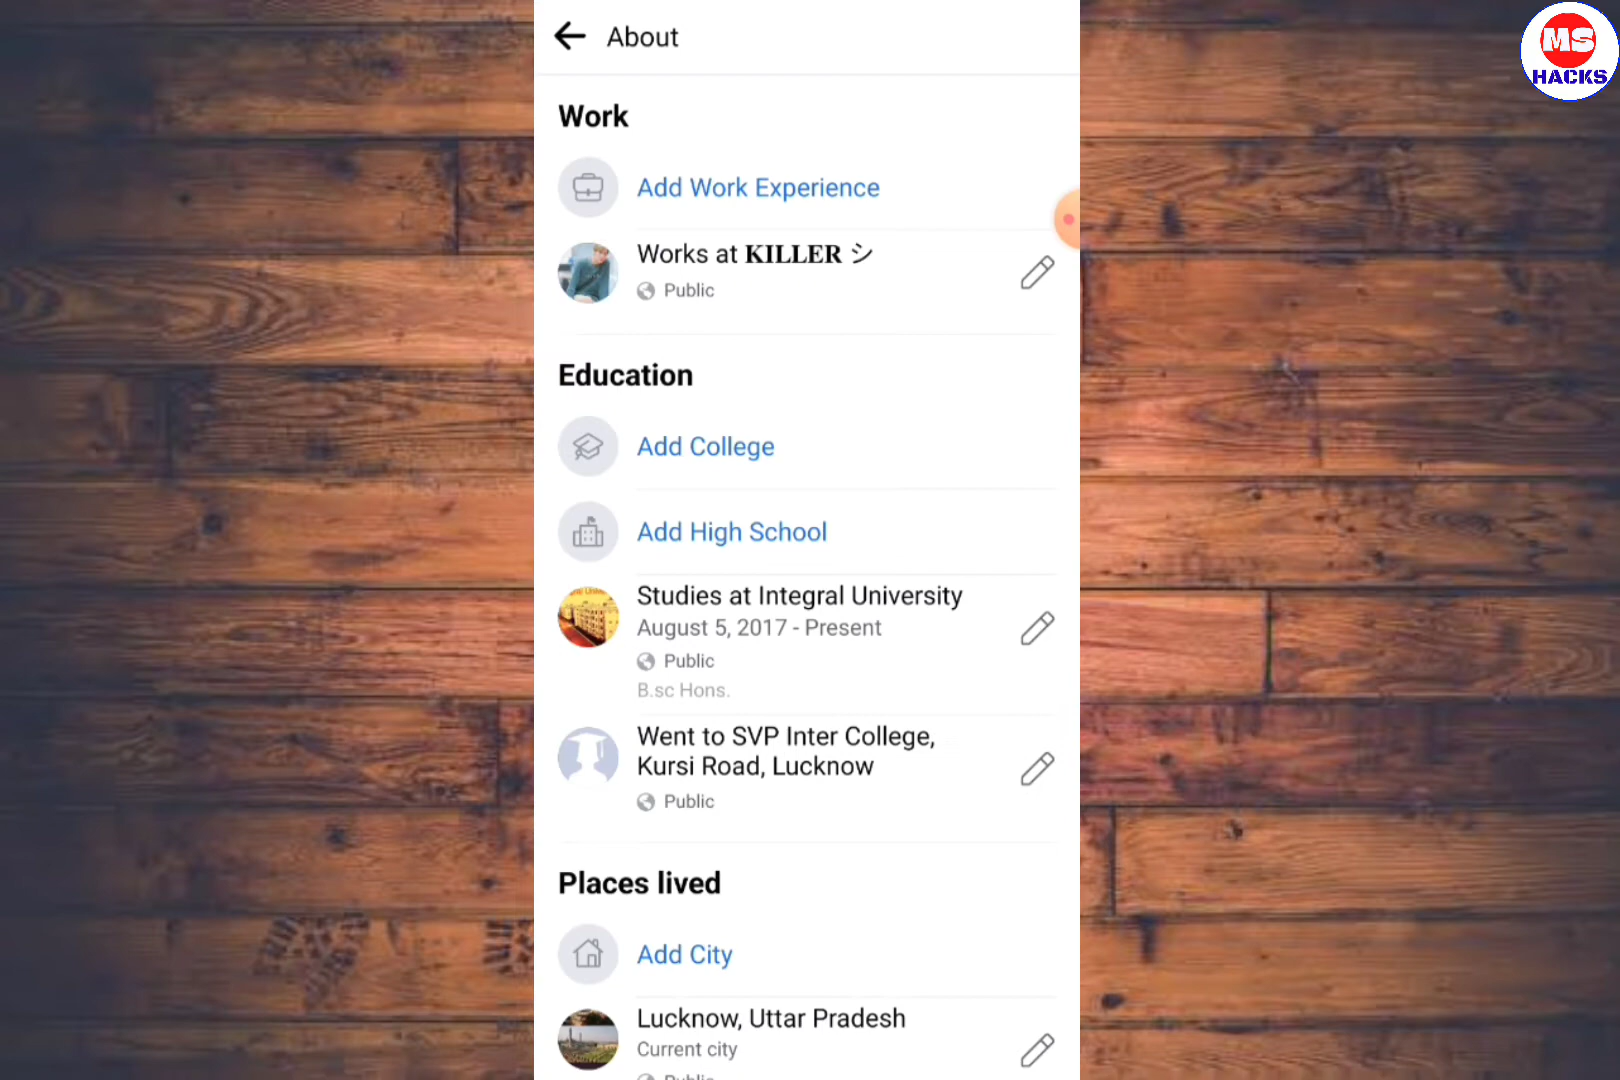 About
MS
HACKS
Work
Add Work Experience
Works at KILLER シ
Public
Education
Add College
Add High School
Studies at Integral University
August 5, 2017 - Present
Public
B.sc Hons.
Went to SVP Inter College,
Kursi Road, Lucknow
Public
Places lived
Add City
Lucknow, Uttar Pradesh
Current city
Public